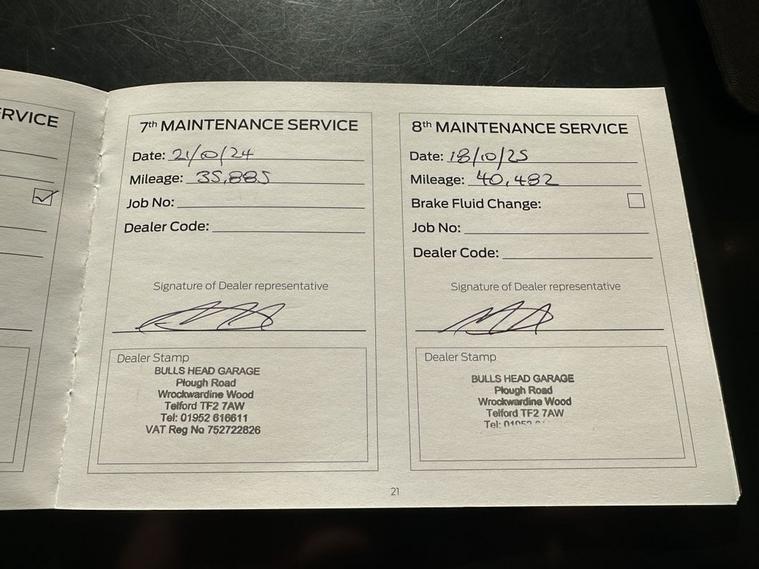 RVICE
7th MAINTENANCE SERVICE
Date: 21/10/24
Mileage: 35,885
Job No:
Dealer Code:
Signature of Dealer representative
Dealer Stamp
BULLS HEAD GARAGE
Plough Road
Wrockwardine Wood
Telford TF2 7AW
Tel: 01952 616611
VAT Reg No 752722826
8th MAINTENANCE SERVICE
Date: 18/10/25
Mileage: 40,482
Brake Fluid Change:
Job No:
Dealer Code:
Signature of Dealer representative
Dealer Stamp
BULLS HEAD GARAGE
Plough Road
Wrockwardine Wood
Telford TF2 7AW
Tel: 01952
21